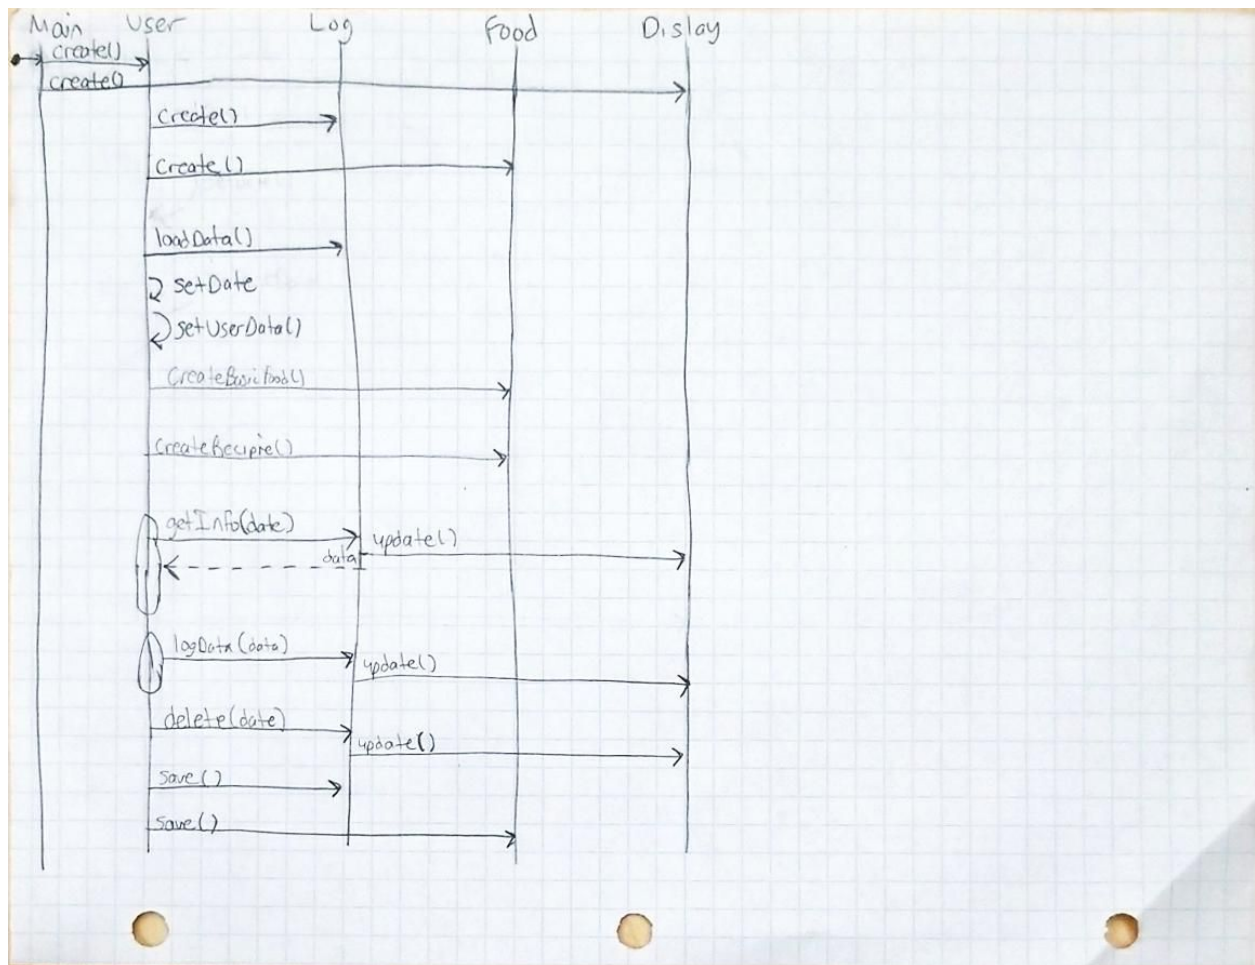 Main User Log Food Dislay
create()
create()
create()
create()
loadData()
setDate
setUserData()
CreateBasicFood()
CreateRecipie()
getInfo(date) update()
data
logData(data) update()
delete(date)
update()
Save()
Save()